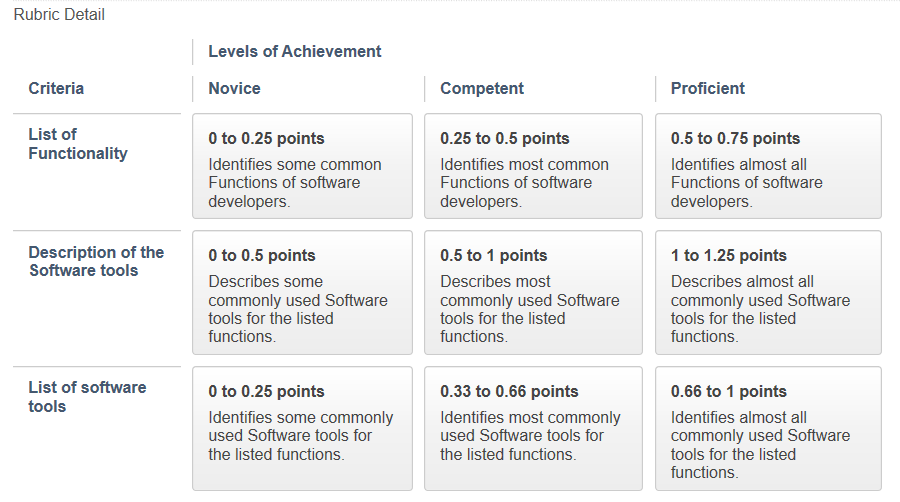 Rubric Detail
Levels of Achievement
Criteria
Novice
Competent
Proficient
List of
Functionality
0 to 0.25 points
Identifies some common
Functions of software
developers.
0.25 to 0.5 points
Identifies most common
Functions of software
developers.
0.5 to 0.75 points
Identifies almost all
Functions of software
developers.
Description of the
Software tools
0 to 0.5 points
Describes some
commonly used Software
tools for the listed
functions.
0.5 to 1 points
Describes most
commonly used Software
tools for the listed
functions.
1 to 1.25 points
Describes almost all
commonly used Software
tools for the listed
functions.
List of software
tools
0 to 0.25 points
Identifies some commonly
used Software tools for
the listed functions.
0.33 to 0.66 points
Identifies most commonly
used Software tools for
the listed functions.
0.66 to 1 points
Identifies almost all
commonly used Software
tools for the listed
functions.